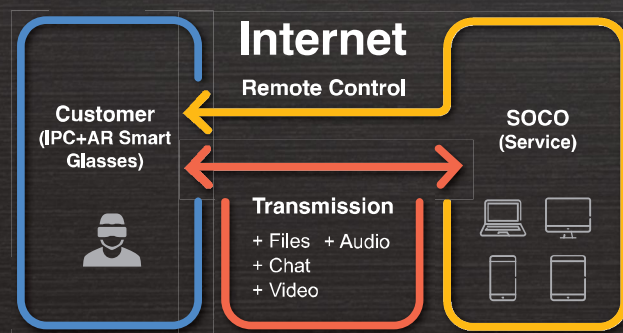 Internet
Remote Control
Customer
(IPC+AR Smart
Glasses)
SOCO
(Service)
Transmission
+ Files + Audio
+ Chat
+ Video